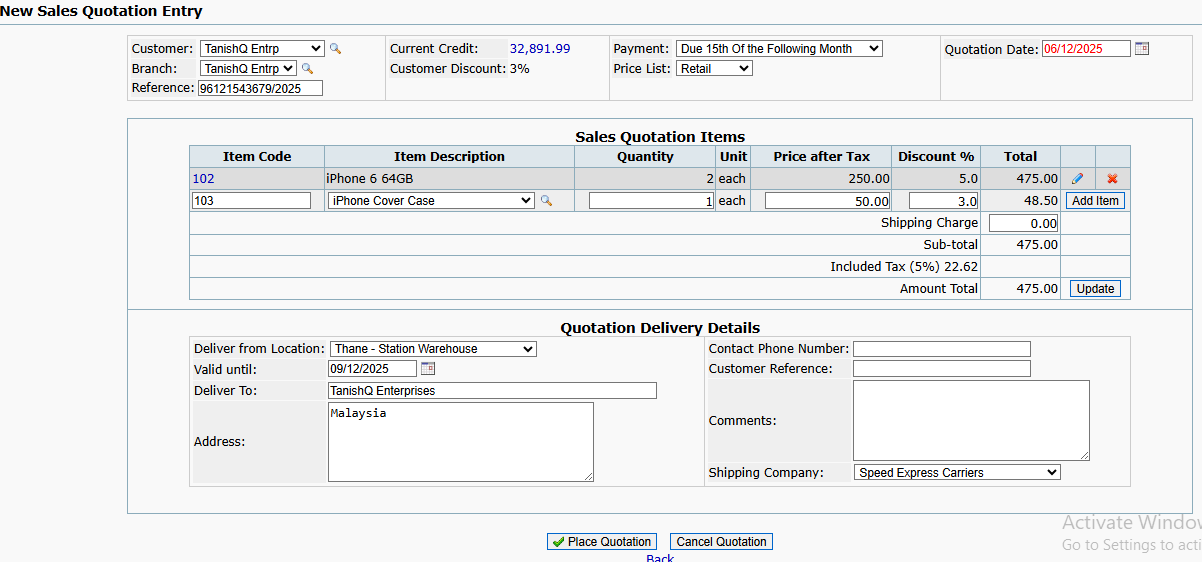 New Sales Quotation Entry
Customer: TanishQ Entrp Current Credit: 32,891.99 Payment: Due 15th Of the Following Month Quotation Date: 06/12/2025
Branch: TanishQ Entrp Customer Discount: 3% Price List: Retail
Reference: 96121543679/2025
Sales Quotation Items
Item Code Item Description Quantity Unit Price after Tax Discount % Total
102 iPhone 6 64GB 2 each 250.00 5.0 475.00
103 iPhone Cover Case 1 each 50.00 3.0 48.50 Add Item
Shipping Charge 0.00
Sub-total 475.00
Included Tax (5%) 22.62
Amount Total 475.00 Update
Quotation Delivery Details
Deliver from Location: Thane - Station Warehouse Contact Phone Number:
Valid until: 09/12/2025 Customer Reference:
Deliver To: TanishQ Enterprises
Address: Malaysia Comments:
Shipping Company: Speed Express Carriers
Activate Window
Place Quotation Cancel Quotation Go to Settings to acti
Back